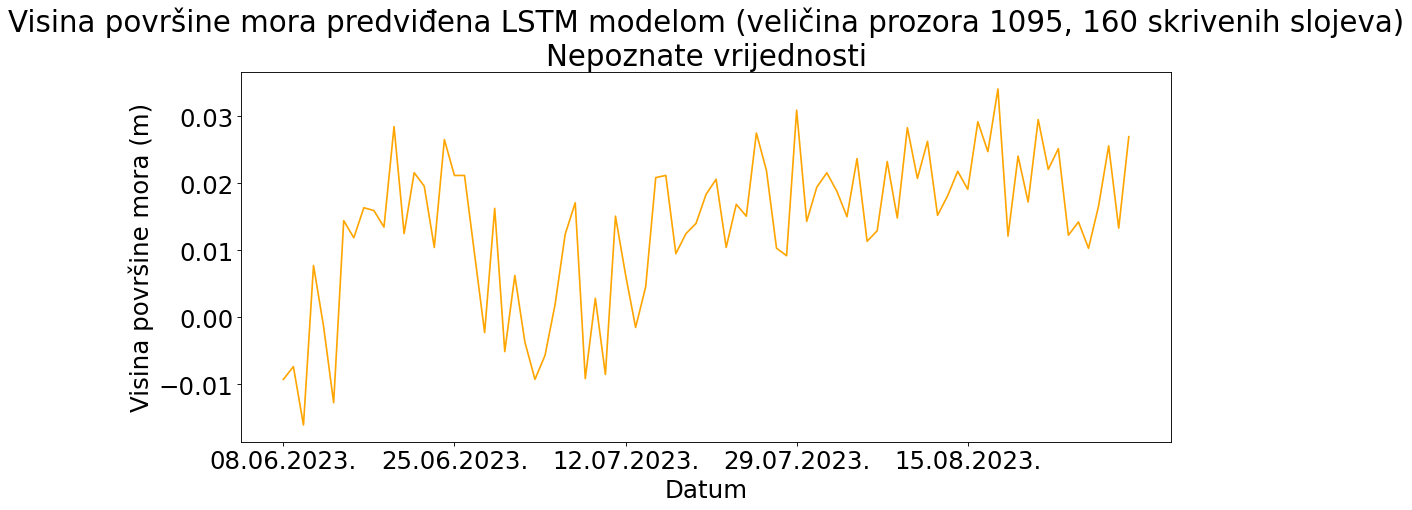 Visina površine mora predviđena LSTM modelom (veličina prozora 1095, 160 skrivenih slojeva)
Nepoznate vrijednosti
Visina površine mora (m)
0.03
0.02
0.01
0.00
−0.01
08.06.2023. 25.06.2023. 12.07.2023. 29.07.2023. 15.08.2023.
Datum